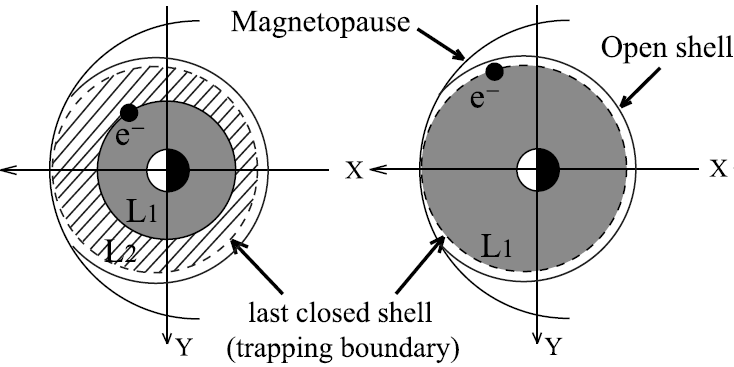 Magnetopause
Open shell
e⁻
e⁻
X
X
L1
L2
L1
last closed shell
(trapping boundary)
Y
Y